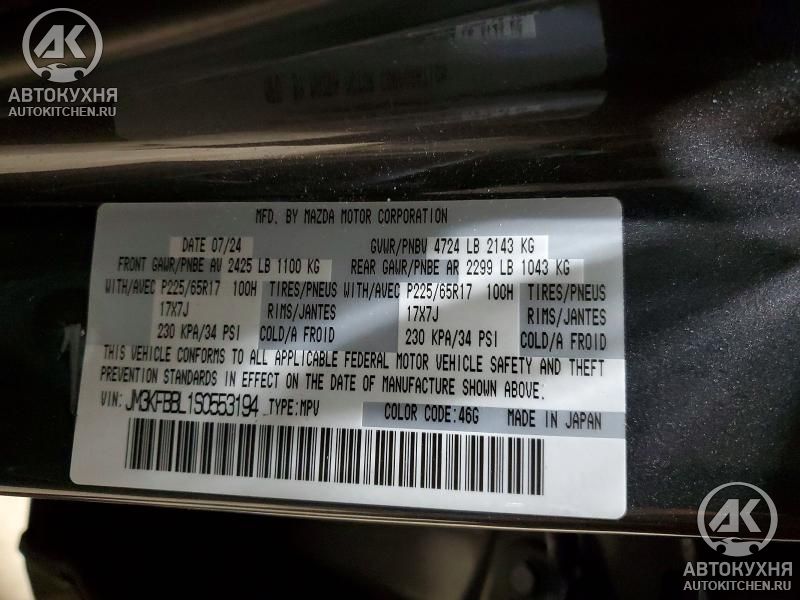 АК
АВТОКУХНЯ
AUTOKITCHEN.RU
MFD. BY MAZDA MOTOR CORPORATION
DATE 07/24 GVWR/PNBV 4724 LB 2143 KG
FRONT GAWR/PNBE AV 2425 LB 1100 KG REAR GAWR/PNBE AR 2299 LB 1043 KG
WITH/AVEC P225/65R17 100H TIRES/PNEUS WITH/AVEC P225/65R17 100H TIRES/PNEUS
17X7J RIMS/JANTES 17X7J RIMS/JANTES
230 KPA/34 PSI COLD/A FROID 230 KPA/34 PSI COLD/A FROID
THIS VEHICLE CONFORMS TO ALL APPLICABLE FEDERAL MOTOR VEHICLE SAFETY AND THEFT
PREVENTION STANDARDS IN EFFECT ON THE DATE OF MANUFACTURE SHOWN ABOVE.
VIN: JM3KFBBL1S0553194 TYPE:MPV COLOR CODE:46G MADE IN JAPAN
АК
АВТОКУХНЯ
AUTOKITCHEN.RU